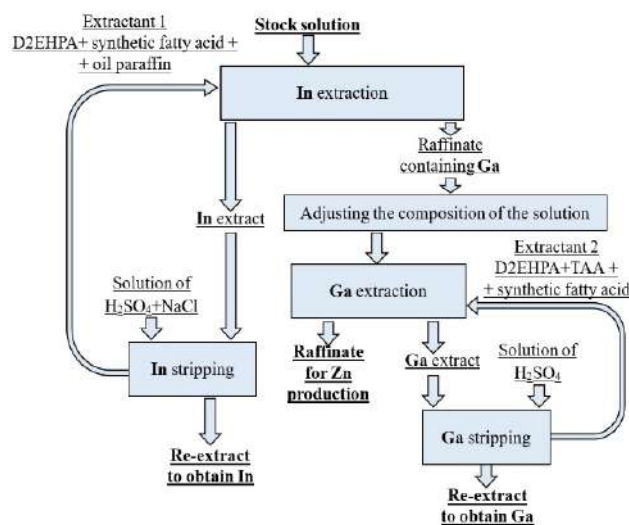 Extractant 1
D2EHPA+ synthetic fatty acid +
+ oil paraffin
Stock solution
In extraction
Raffinate
containing Ga
In extract
Adjusting the composition of the solution
Extractant 2
D2EHPA+TAA +
+ synthetic fatty acid
Ga extraction
Solution of
H₂SO₄+NaCl
Raffinate
for Zn
production
Ga extract
Solution of
H₂SO₄
In stripping
Ga stripping
Re-extract
to obtain In
Re-extract
to obtain Ga